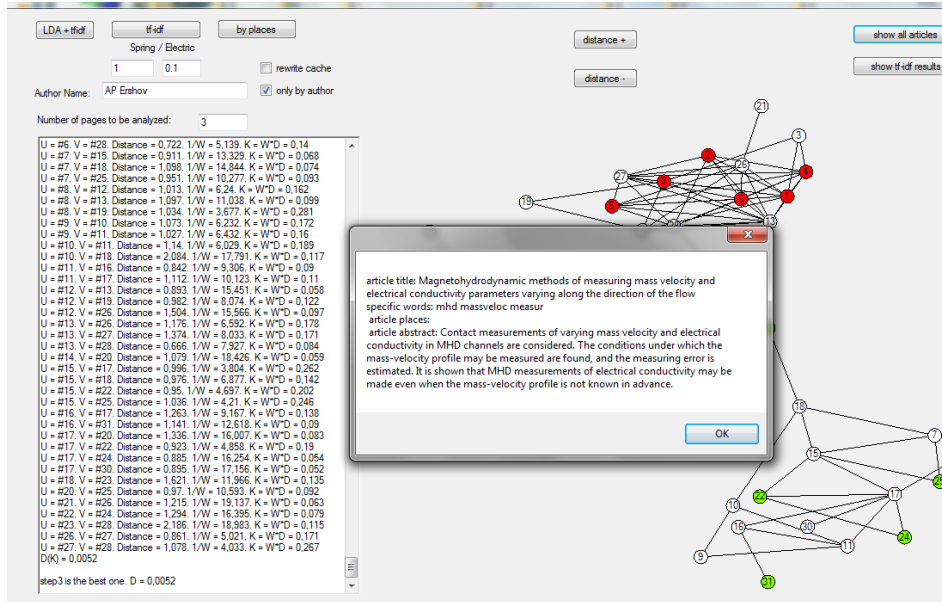 LDA + tfidf
tf-idf
by places
Spring / Electric
1
0.1
rewrite cache
Author Name:
AP Ershov
only by author
Number of pages to be analyzed:
3
distance +
distance -
show all articles
show tf-idf results
U = #6. V = #28. Distance = 0,722. 1/W = 5,139. K = W*D = 0,14
U = #7. V = #15. Distance = 0,911. 1/W = 13,329. K = W*D = 0,068
U = #7. V = #18. Distance = 1,098. 1/W = 14,844. K = W*D = 0,074
U = #7. V = #25. Distance = 0,951. 1/W = 10,277. K = W*D = 0,093
U = #8. V = #12. Distance = 1,013. 1/W = 6,24. K = W*D = 0,162
U = #8. V = #13. Distance = 1,097. 1/W = 11,038. K = W*D = 0,099
U = #8. V = #19. Distance = 1,034. 1/W = 3,677. K = W*D = 0,281
U = #9. V = #10. Distance = 1,073. 1/W = 6,232. K = W*D = 0,172
U = #9. V = #11. Distance = 1,027. 1/W = 6,432. K = W*D = 0,16
U = #10. V = #11. Distance = 1,14. 1/W = 6,029. K = W*D = 0,189
U = #10. V = #18. Distance = 2,084. 1/W = 17,791. K = W*D = 0,117
U = #11. V = #16. Distance = 0,842. 1/W = 9,306. K = W*D = 0,09
U = #11. V = #17. Distance = 1,112. 1/W = 10,123. K = W*D = 0,11
U = #12. V = #13. Distance = 0,893. 1/W = 15,451. K = W*D = 0,058
U = #12. V = #19. Distance = 0,982. 1/W = 8,074. K = W*D = 0,122
U = #12. V = #26. Distance = 1,504. 1/W = 15,566. K = W*D = 0,097
U = #13. V = #26. Distance = 1,176. 1/W = 6,592. K = W*D = 0,178
U = #13. V = #27. Distance = 1,374. 1/W = 8,033. K = W*D = 0,171
U = #13. V = #28. Distance = 0,666. 1/W = 7,927. K = W*D = 0,084
U = #14. V = #20. Distance = 1,079. 1/W = 18,426. K = W*D = 0,059
U = #15. V = #17. Distance = 0,996. 1/W = 3,804. K = W*D = 0,262
U = #15. V = #18. Distance = 0,976. 1/W = 6,877. K = W*D = 0,142
U = #15. V = #22. Distance = 0,95. 1/W = 4,697. K = W*D = 0,202
U = #15. V = #25. Distance = 1,036. 1/W = 4,21. K = W*D = 0,246
U = #16. V = #17. Distance = 1,263. 1/W = 9,167. K = W*D = 0,138
U = #16. V = #31. Distance = 1,141. 1/W = 12,618. K = W*D = 0,09
U = #17. V = #20. Distance = 1,336. 1/W = 16,007. K = W*D = 0,083
U = #17. V = #22. Distance = 0,923. 1/W = 4,858. K = W*D = 0,19
U = #17. V = #24. Distance = 0,885. 1/W = 16,254. K = W*D = 0,054
U = #17. V = #30. Distance = 0,895. 1/W = 17,156. K = W*D = 0,052
U = #18. V = #23. Distance = 1,621. 1/W = 11,966. K = W*D = 0,135
U = #20. V = #25. Distance = 0,97. 1/W = 10,593. K = W*D = 0,092
U = #21. V = #26. Distance = 1,215. 1/W = 19,137. K = W*D = 0,063
U = #22. V = #24. Distance = 1,294. 1/W = 16,395. K = W*D = 0,079
U = #23. V = #28. Distance = 2,186. 1/W = 18,983. K = W*D = 0,115
U = #26. V = #27. Distance = 0,861. 1/W = 5,021. K = W*D = 0,171
U = #27. V = #28. Distance = 1,078. 1/W = 4,033. K = W*D = 0,267
D(K) = 0,0052
step3 is the best one. D = 0,0052
21
3
2
26
4
27
1
19
5
13
article title: Magnetohydrodynamic methods of measuring mass velocity and
electrical conductivity parameters varying along the direction of the flow
specific words: mhd massveloc measur
article places:
article abstract: Contact measurements of varying mass velocity and electrical
conductivity in MHD channels are considered. The conditions under which the
mass-velocity profile may be measured are found, and the measuring error is
estimated. It is shown that MHD measurements of electrical conductivity may be
made even when the mass-velocity profile is not known in advance.
OK
18
7
15
25
22
17
10
16
30
24
11
9
31